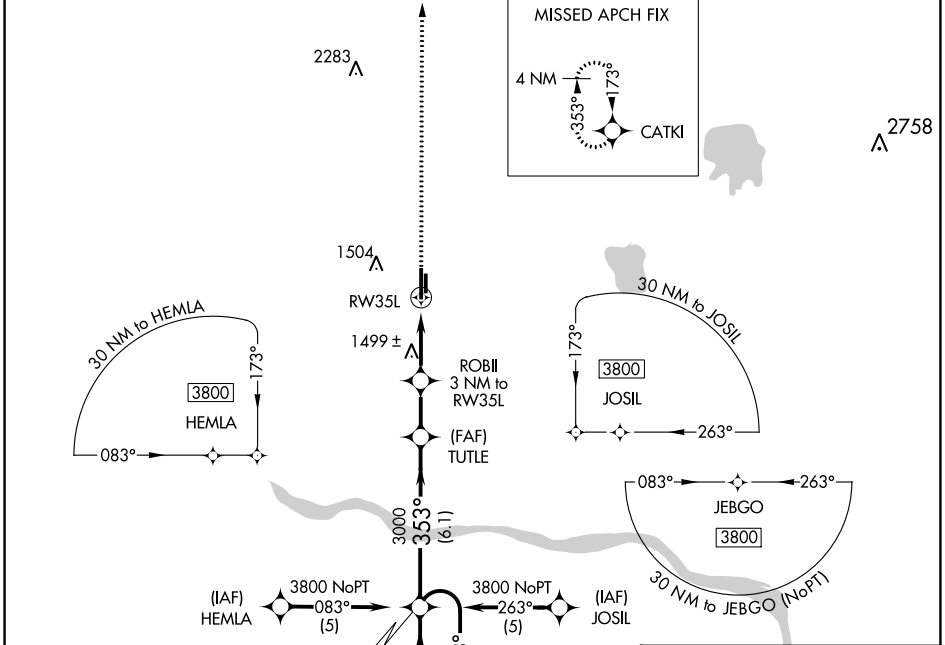 MISSED APCH FIX
4 NM
353°
173°
CATKI
2283
2758
1504
RW35L
1499 ±
ROBII
3 NM to
RW35L
(FAF)
TUTLE
30 NM to HEMLA
173°
3800
HEMLA
083°
30 NM to JOSIL
173°
3800
JOSIL
263°
083°
263°
JEBGO
3800
30 NM to JEBGO (NoPT)
3000
353°
(6.1)
(IAF)
HEMLA
3800 NoPT
083°
(5)
3800 NoPT
263°
(5)
(IAF)
JOSIL